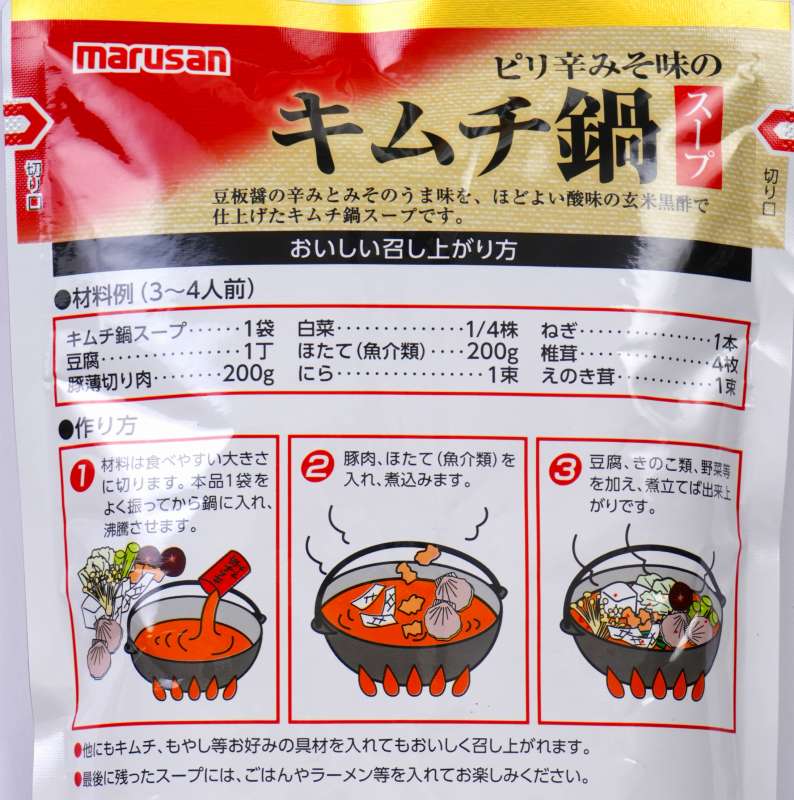 marusan
ピリ辛みそ味の
キムチ鍋
スープ
切り口
切り口
豆板醤の辛みとみそのうま味を、ほどよい酸味の玄米黒酢で
仕上げたキムチ鍋スープです。
おいしい召し上がり方
●材料例(3〜4人前)
キムチ鍋スープ……1袋
豆腐……………………1丁
豚薄切り肉………200g
白菜………………1/4株
ほたて(魚介類)‥‥200g
にら………………………1束
ねぎ………………………1本
椎茸………………………4枚
えのき茸………………1束
●作り方
1 材料は食べやすい大きさ
に切ります。本品1袋を
よく振ってから鍋に入れ、
沸騰させます。
2 豚肉、ほたて(魚介類)を
入れ、煮込みます。
3 豆腐、きのこ類、野菜等
を加え、煮立てば出来上
がりです。
●他にもキムチ、もやし等お好みの具材を入れてもおいしく召し上がれます。
●最後に残ったスープには、ごはんやラーメン等を入れてお楽しみください。